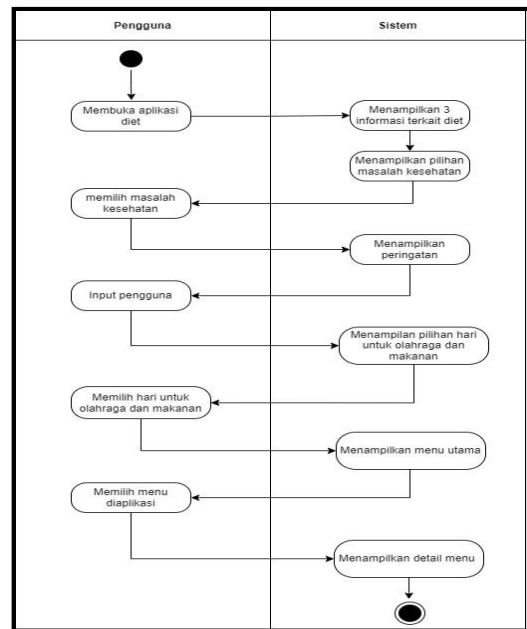 Pengguna
Sistem
Membuka aplikasi
diet
Menampilkan 3
informasi terkait diet
Menampilkan pilihan
masalah kesehatan
memilih masalah
kesehatan
Menampilkan
peringatan
Input pengguna
Menampilan pilihan hari
untuk olahraga dan
makanan
Memilih hari untuk
olahraga dan makanan
Menampilkan menu utama
Memilih menu
diaplikasi
Menampilkan detail menu